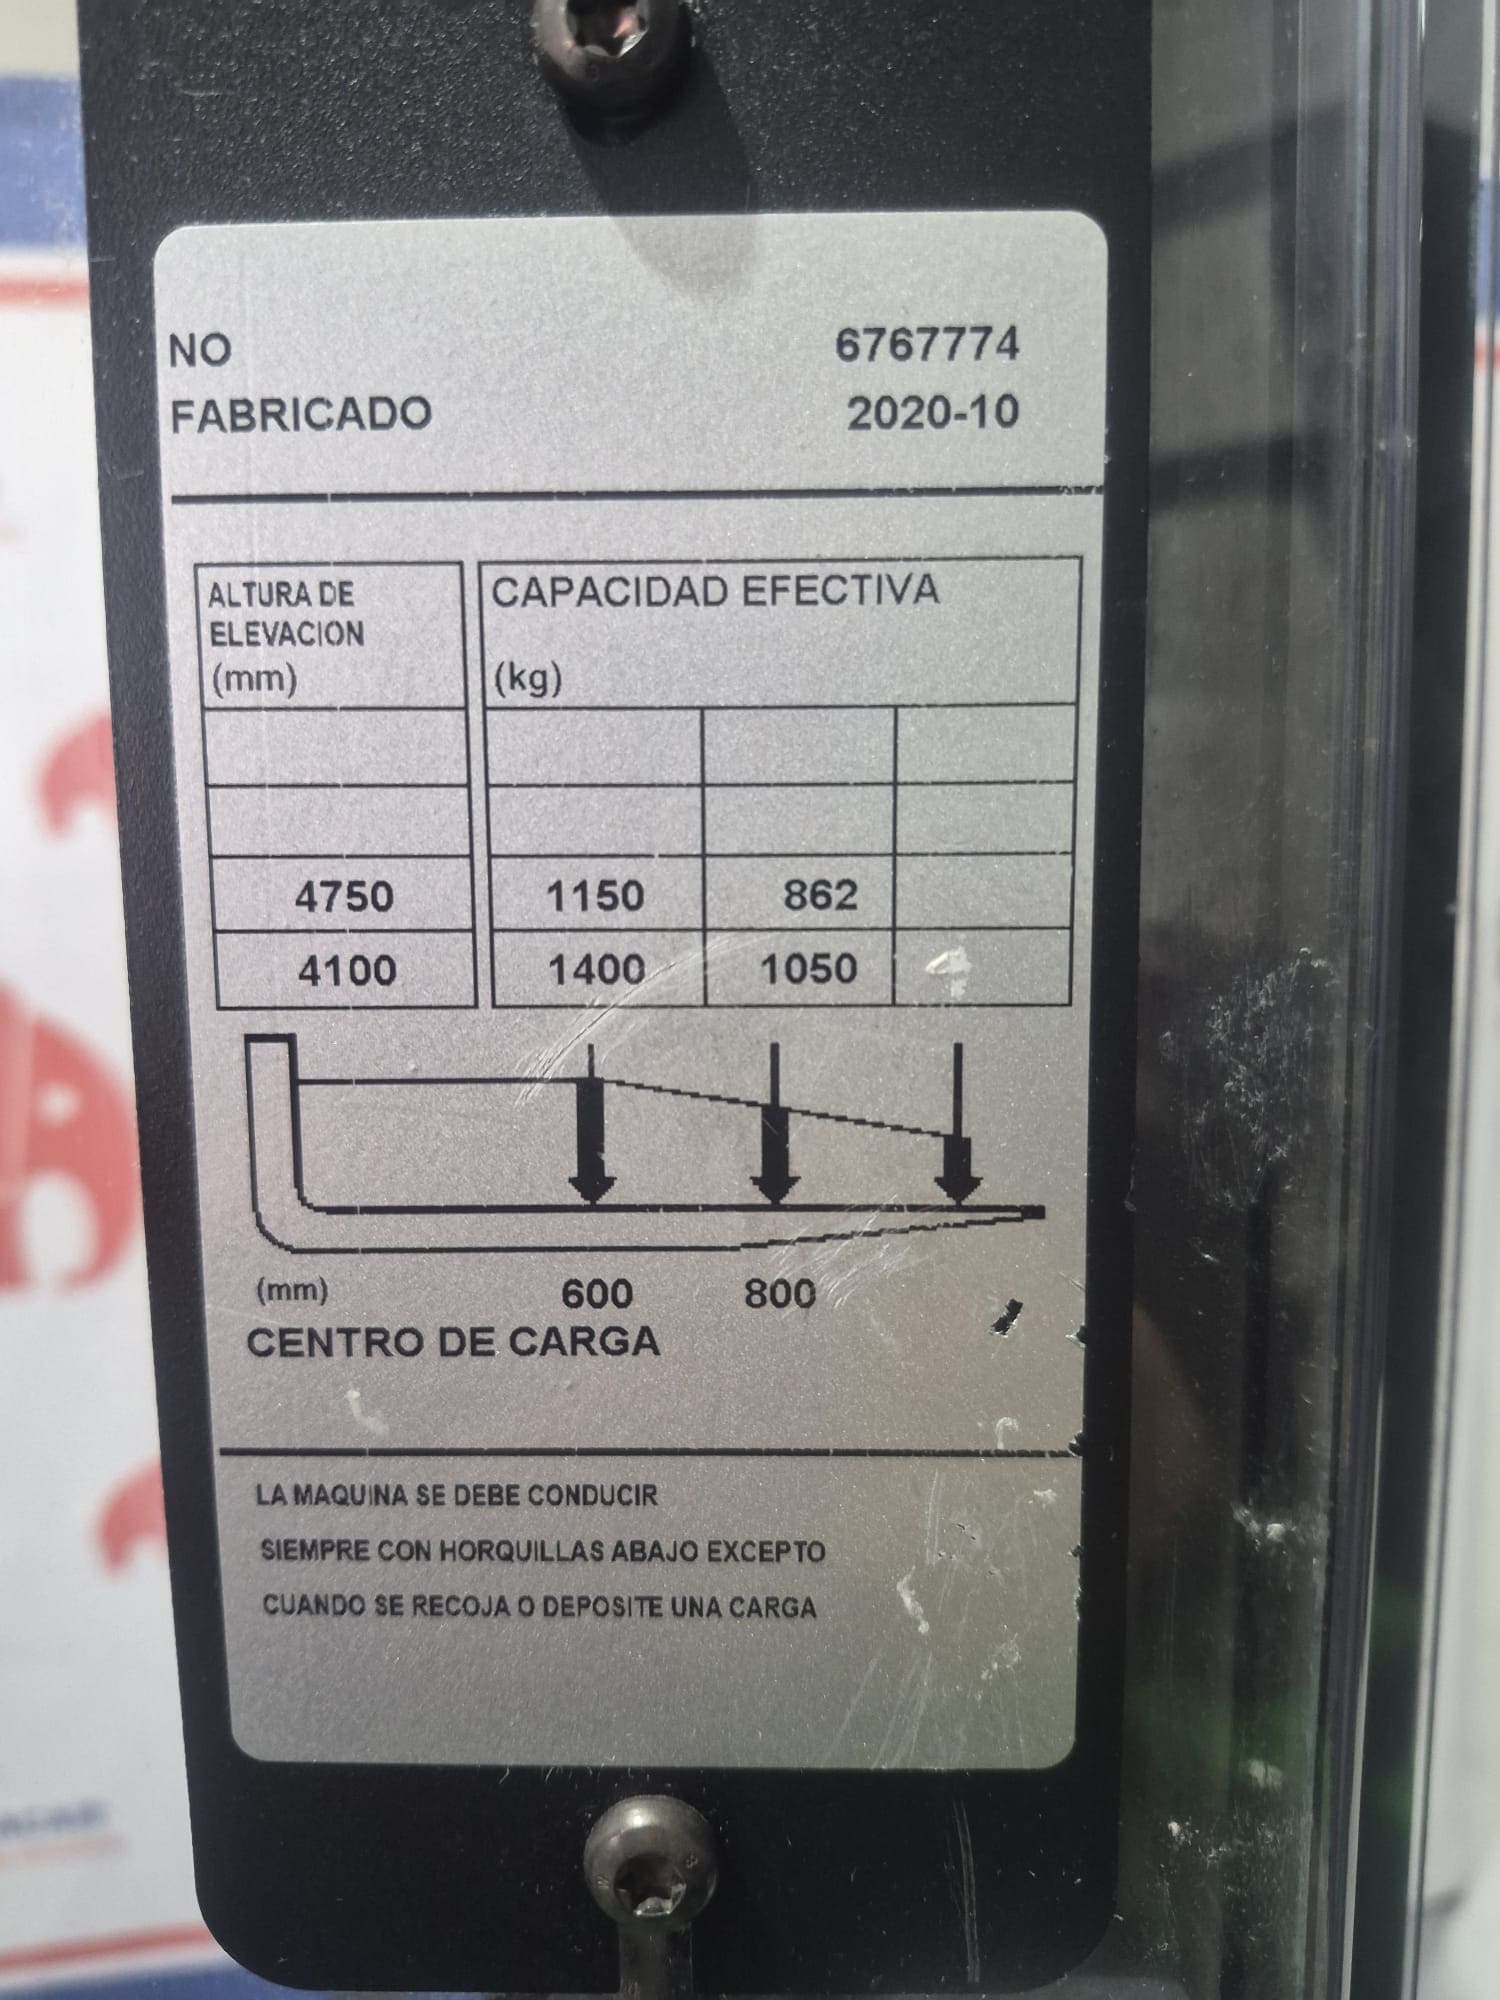 NO 6767774
FABRICADO 2020-10
ALTURA DE
ELEVACION
(mm)
CAPACIDAD EFECTIVA
(kg)
4750 1150 862
4100 1400 1050
(mm) 600 800
CENTRO DE CARGA
LA MAQUINA SE DEBE CONDUCIR
SIEMPRE CON HORQUILLAS ABAJO EXCEPTO
CUANDO SE RECOJA O DEPOSITE UNA CARGA